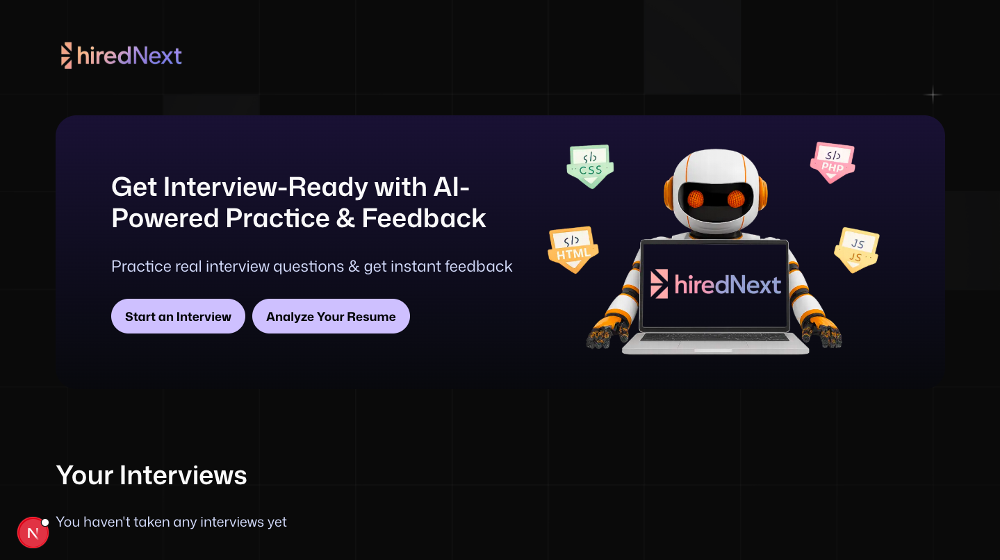 hiredNext
Get Interview-Ready with AI-
Powered Practice & Feedback
Practice real interview questions & get instant feedback
Start an Interview
Analyze Your Resume
</> CSS
</> PHP
</> HTML
JS JS
hiredNext
Your Interviews
You haven't taken any interviews yet
N